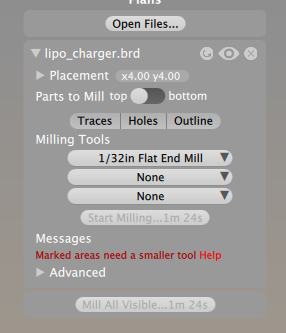 Plans
Open Files...
lipo_charger.brd
Placement x4.00 y4.00
Parts to Mill top bottom
Traces Holes Outline
Milling Tools
1/32in Flat End Mill
None
None
Start Milling...1m 24s
Messages
Marked areas need a smaller tool Help
Advanced
Mill All Visible...1m 24s